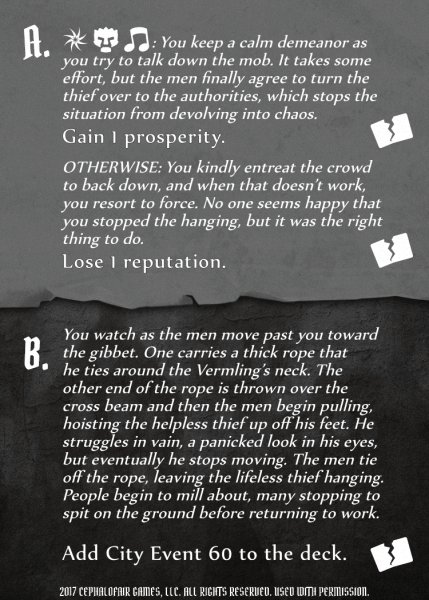 A. : You keep a calm demeanor as
you try to talk down the mob. It takes some
effort, but the men finally agree to turn the
thief over to the authorities, which stops the
situation from devolving into chaos.
Gain 1 prosperity.
OTHERWISE: You kindly entreat the crowd
to back down, and when that doesn't work,
you resort to force. No one seems happy that
you stopped the hanging, but it was the right
thing to do.
Lose 1 reputation.
B. You watch as the men move past you toward
the gibbet. One carries a thick rope that
he ties around the Vermling's neck. The
other end of the rope is thrown over the
cross beam and then the men begin pulling,
hoisting the helpless thief up off his feet. He
struggles in vain, a panicked look in his eyes,
but eventually he stops moving. The men tie
off the rope, leaving the lifeless thief hanging.
People begin to mill about, many stopping to
spit on the ground before returning to work.
Add City Event 60 to the deck.
2017 CEPHALOFAIR GAMES, LLC. ALL RIGHTS RESERVED. USED WITH PERMISSION.